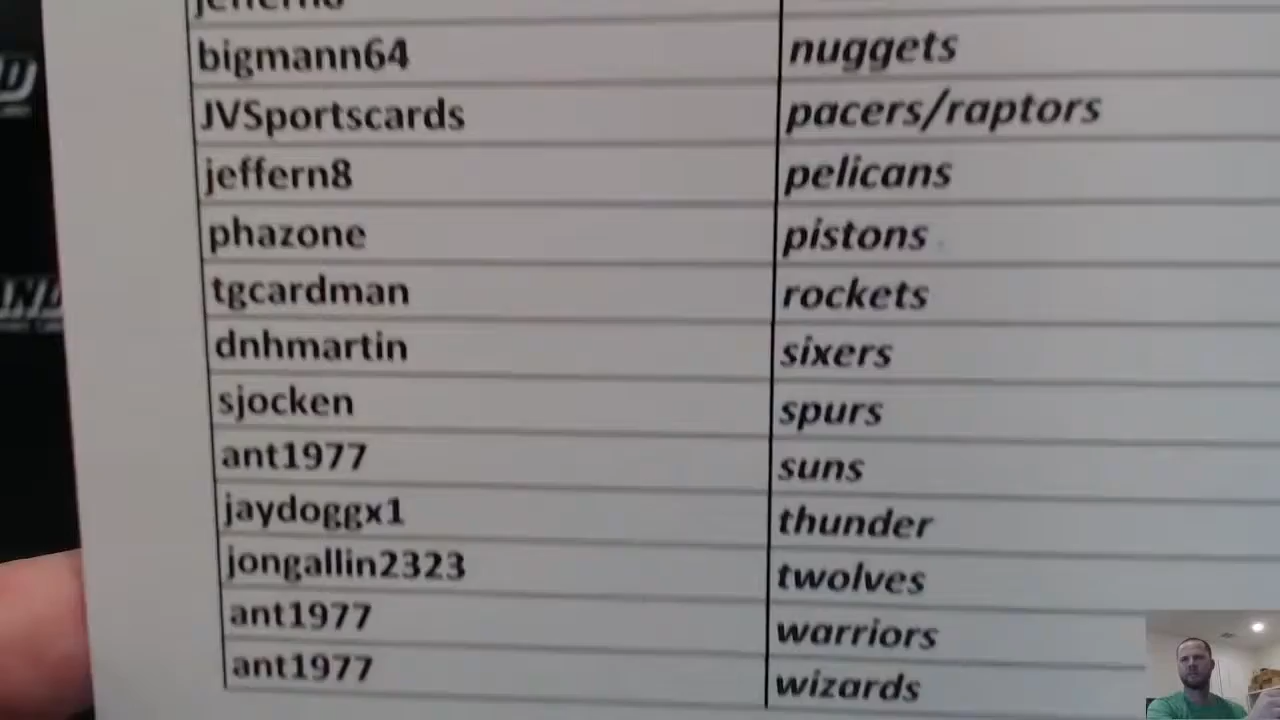 jeffern8
bigmann64 nuggets
JVSportscards pacers/raptors
jeffern8 pelicans
phazone pistons
tgcardman rockets
dnhmartin sixers
sjocken spurs
ant1977 suns
jaydoggx1 thunder
jongallin2323 twolves
ant1977 warriors
ant1977 wizards